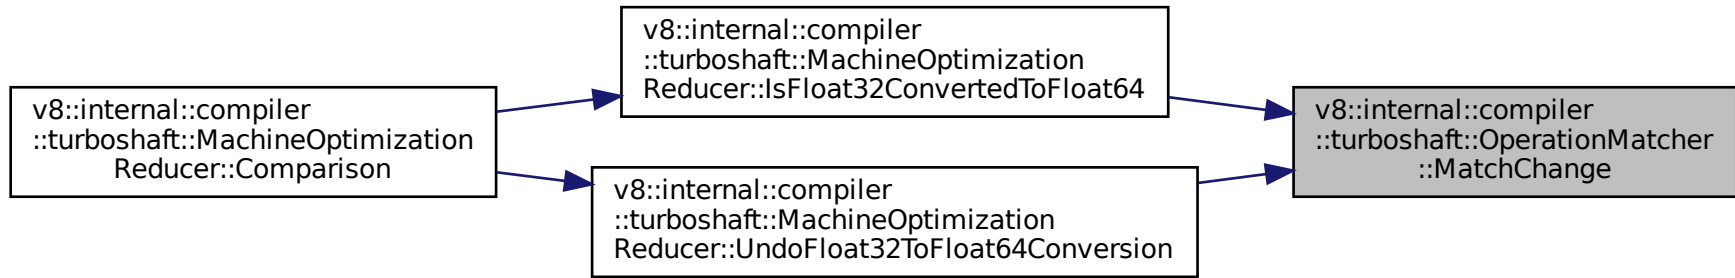 v8::internal::compiler
::turboshaft::MachineOptimization
Reducer::Comparison
v8::internal::compiler
::turboshaft::MachineOptimization
Reducer::IsFloat32ConvertedToFloat64
v8::internal::compiler
::turboshaft::MachineOptimization
Reducer::UndoFloat32ToFloat64Conversion
v8::internal::compiler
::turboshaft::OperationMatcher
::MatchChange